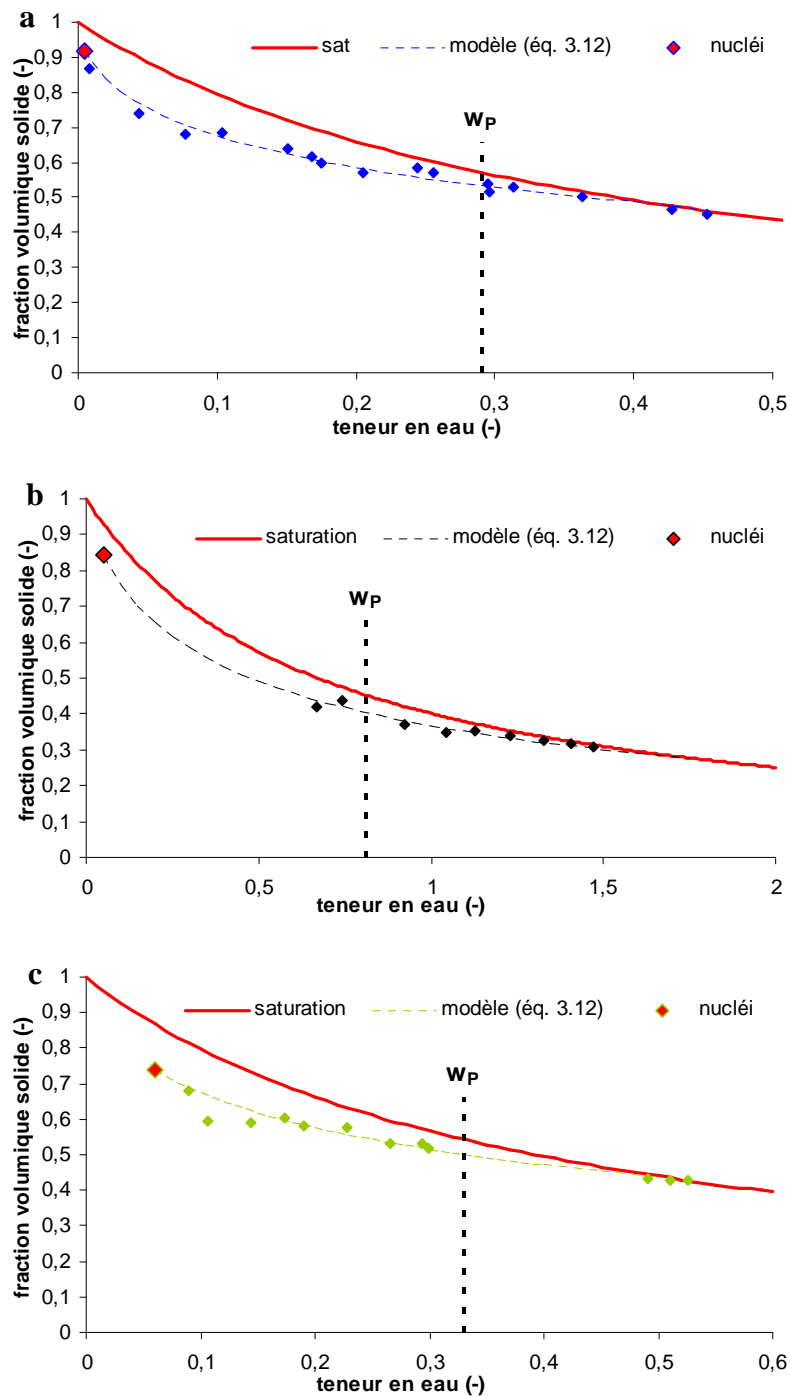 a
sat modèle (éq. 3.12) nucléi
fraction volumique solide (-)
1
0,9
0,8
0,7
0,6
0,5
0,4
0,3
0,2
0,1
0
wP
0 0,1 0,2 0,3 0,4 0,5
teneur en eau (-)
b
saturation modèle (éq. 3.12) nucléi
fraction volumique solide (-)
1
0,9
0,8
0,7
0,6
0,5
0,4
0,3
0,2
0,1
0
wP
0 0,5 1 1,5 2
teneur en eau (-)
c
saturation modèle (éq. 3.12) nucléi
fraction volumique solide (-)
1
0,9
0,8
0,7
0,6
0,5
0,4
0,3
0,2
0,1
0
wP
0 0,1 0,2 0,3 0,4 0,5 0,6
teneur en eau (-)